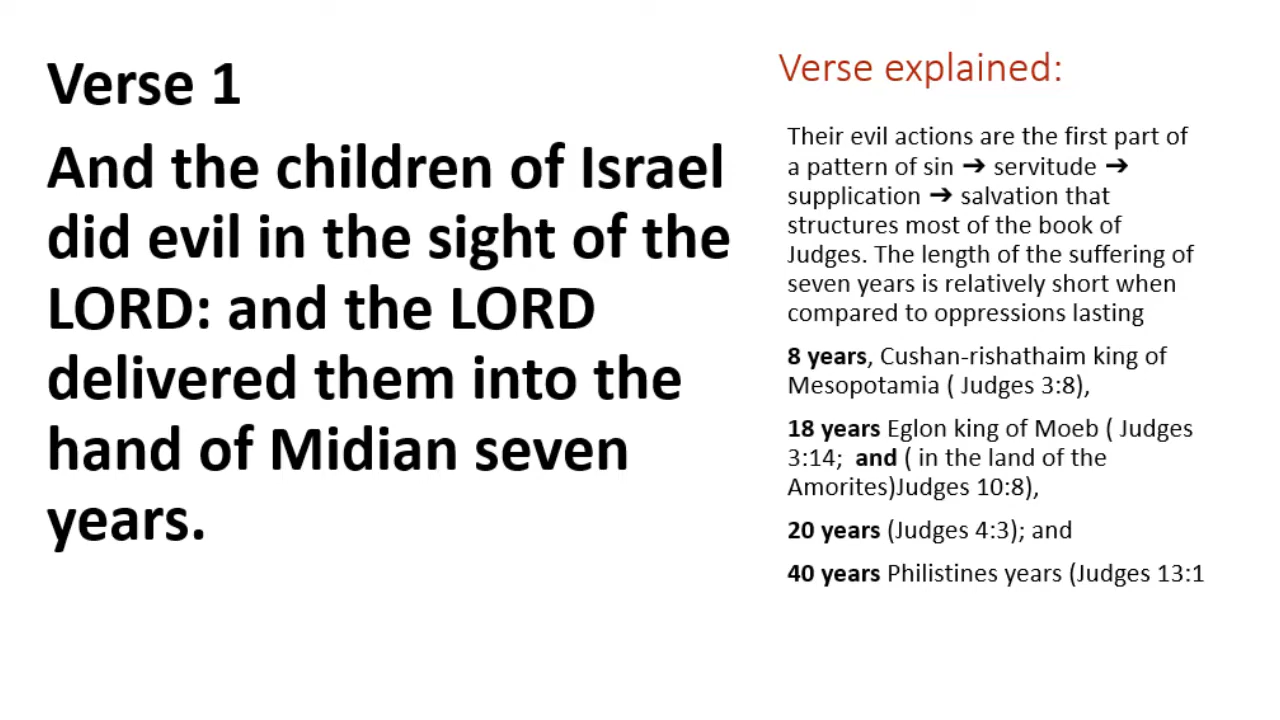 Verse 1
And the children of Israel
did evil in the sight of the
LORD: and the LORD
delivered them into the
hand of Midian seven
years.
Verse explained:
Their evil actions are the first part of
a pattern of sin ➔ servitude ➔
supplication ➔ salvation that
structures most of the book of
Judges. The length of the suffering of
seven years is relatively short when
compared to oppressions lasting
8 years, Cushan-rishathaim king of
Mesopotamia ( Judges 3:8),
18 years Eglon king of Moeb ( Judges
3:14;  and ( in the land of the
Amorites)Judges 10:8),
20 years (Judges 4:3); and
40 years Philistines years (Judges 13:1